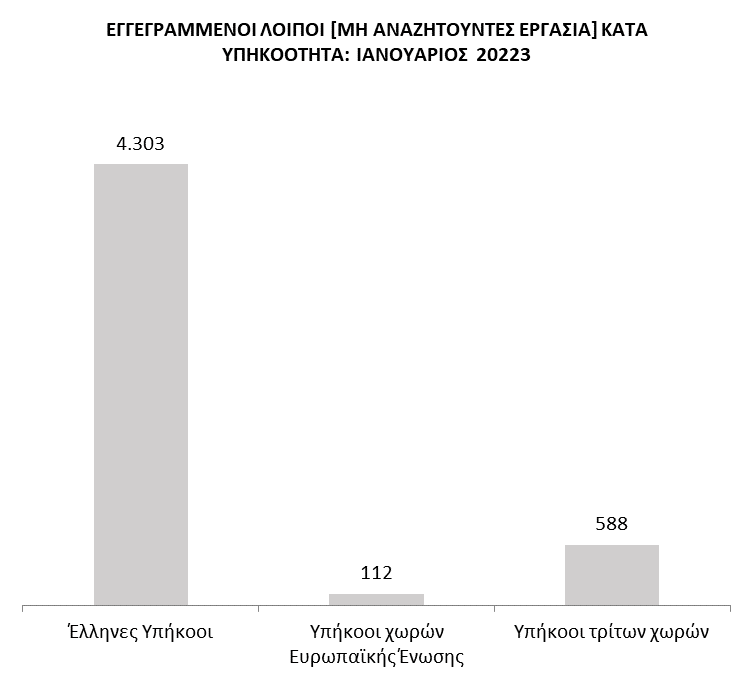 ΕΓΓΕΓΡΑΜΜΕΝΟΙ ΛΟΙΠΟΙ [ΜΗ ΑΝΑΖΗΤΟΥΝΤΕΣ ΕΡΓΑΣΙΑ] ΚΑΤΑ
ΥΠΗΚΟΟΤΗΤΑ: ΙΑΝΟΥΑΡΙΟΣ 20223
4.303
588
112
Έλληνες Υπήκοοι
Υπήκοοι χωρών
Ευρωπαϊκής Ένωσης
Υπήκοοι τρίτων χωρών